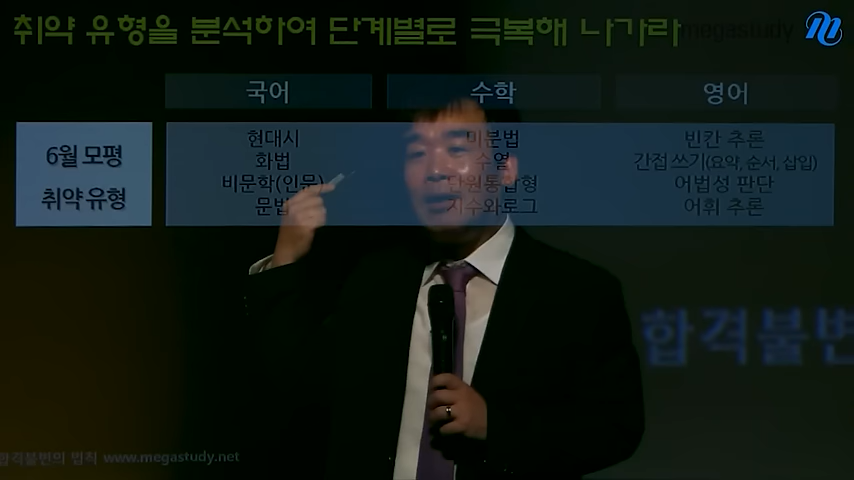 취약 유형을 분석하여 단계별로 극복해 나가라
megastudy
국어 수학 영어
6월 모평
취약 유형
현대시 미분법 빈칸 추론
화법 수열 간접 쓰기(요약, 순서, 삽입)
비문학(인문) 단원통합형 어법성 판단
문법 지수와로그 어휘 추론
합격불변
합격불변의 법칙 www.megastudy.net